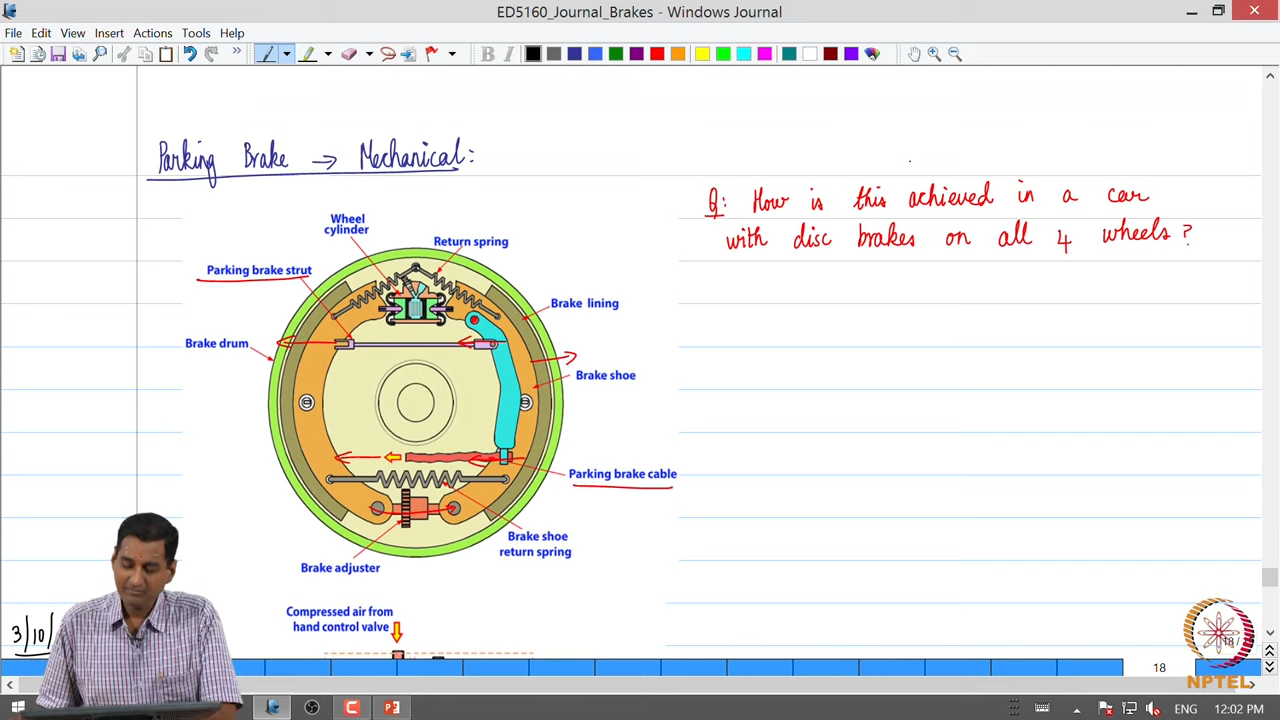 ED5160_Journal_Brakes - Windows Journal
File Edit View Insert Actions Tools Help
Parking Brake → Mechanical:
Q: How is this achieved in a car
with disc brakes on all 4 wheels?
Wheel
cylinder
Return spring
Parking brake strut
Brake lining
Brake drum
Brake shoe
Parking brake cable
Brake shoe
return spring
Brake adjuster
Compressed air from
hand control valve
3/10/
18
NPTEL
ENG 12:02 PM